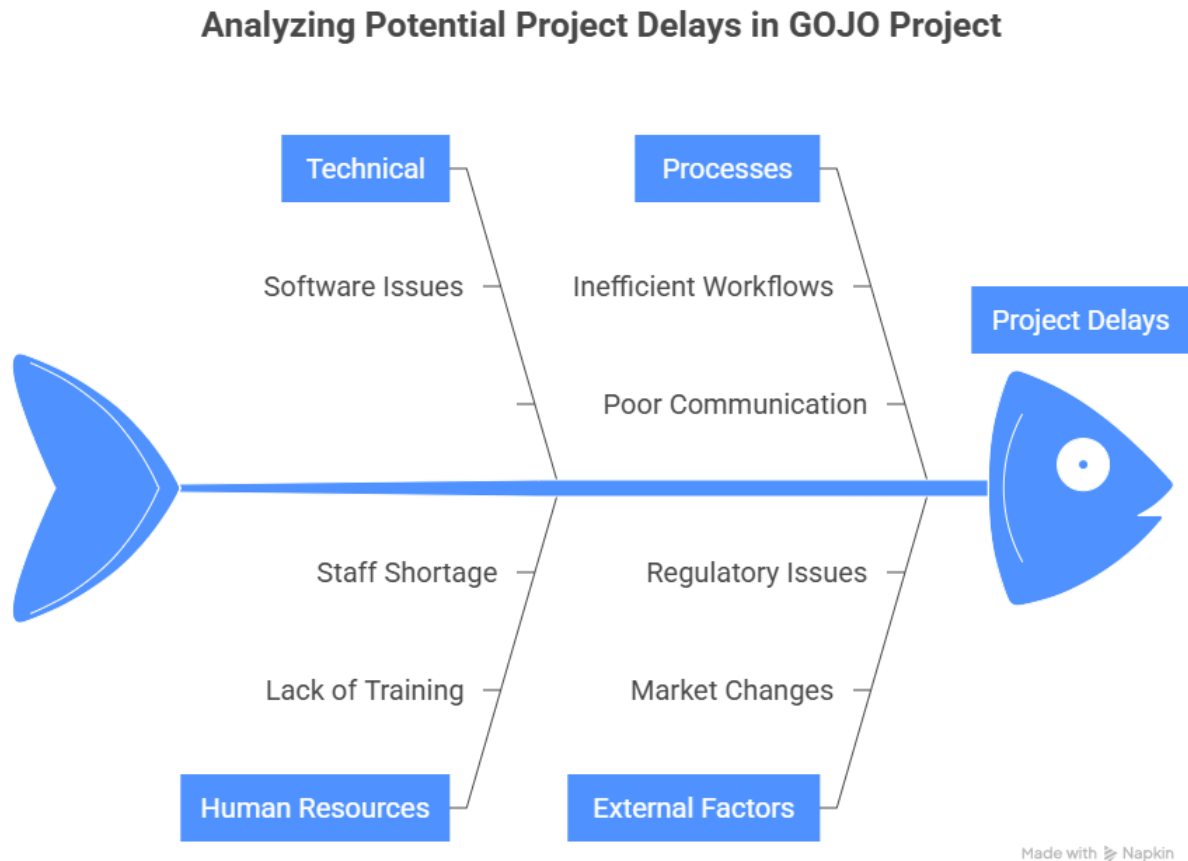 Analyzing Potential Project Delays in GOJO Project
Technical
Processes
Software Issues
Inefficient Workflows
Project Delays
Poor Communication
Staff Shortage
Regulatory Issues
Lack of Training
Market Changes
Human Resources
External Factors
Made with Napkin